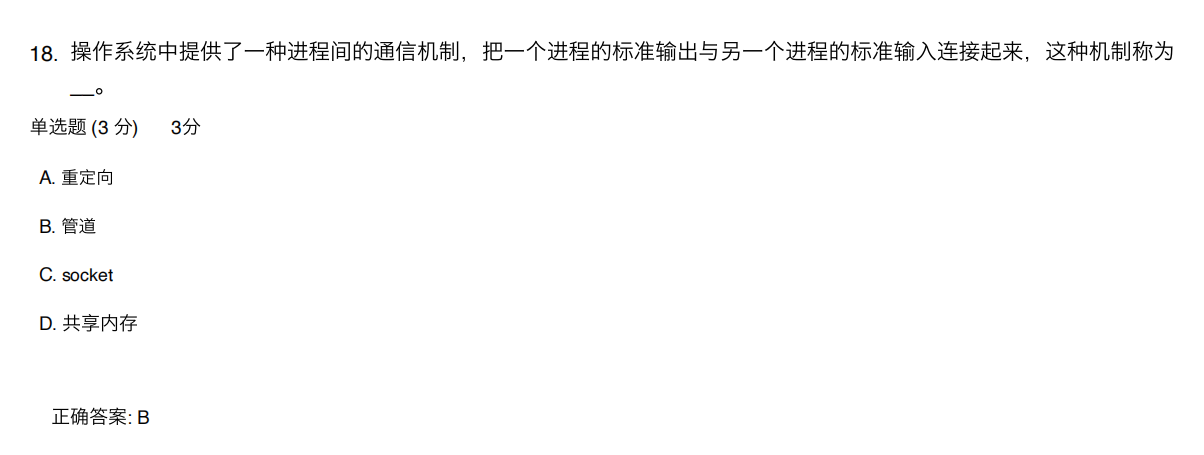 18. 操作系统中提供了一种进程间的通信机制，把一个进程的标准输出与另一个进程的标准输入连接起来，这种机制称为
__。
单选题 (3 分) 3分
A. 重定向
B. 管道
C. socket
D. 共享内存
正确答案: B